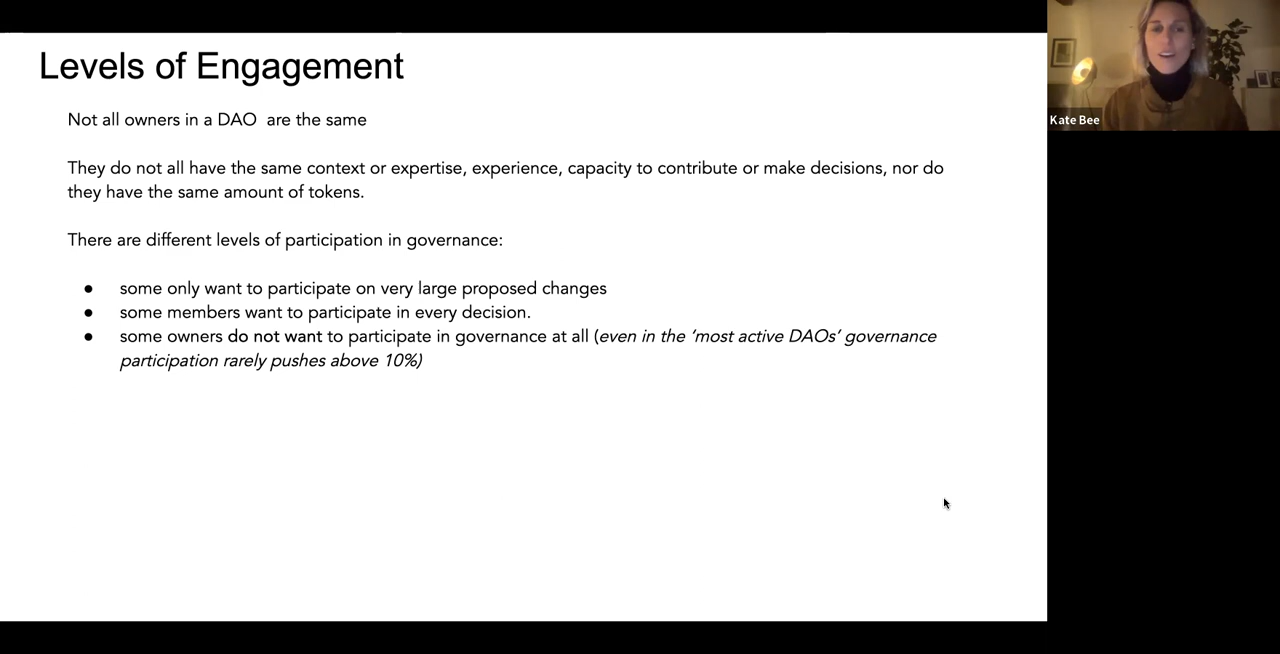 Levels of Engagement
Not all owners in a DAO  are the same
They do not all have the same context or expertise, experience, capacity to contribute or make decisions, nor do
they have the same amount of tokens.
There are different levels of participation in governance:
● some only want to participate on very large proposed changes
● some members want to participate in every decision.
● some owners do not want to participate in governance at all (even in the ‘most active DAOs’ governance
participation rarely pushes above 10%)
Kate Bee